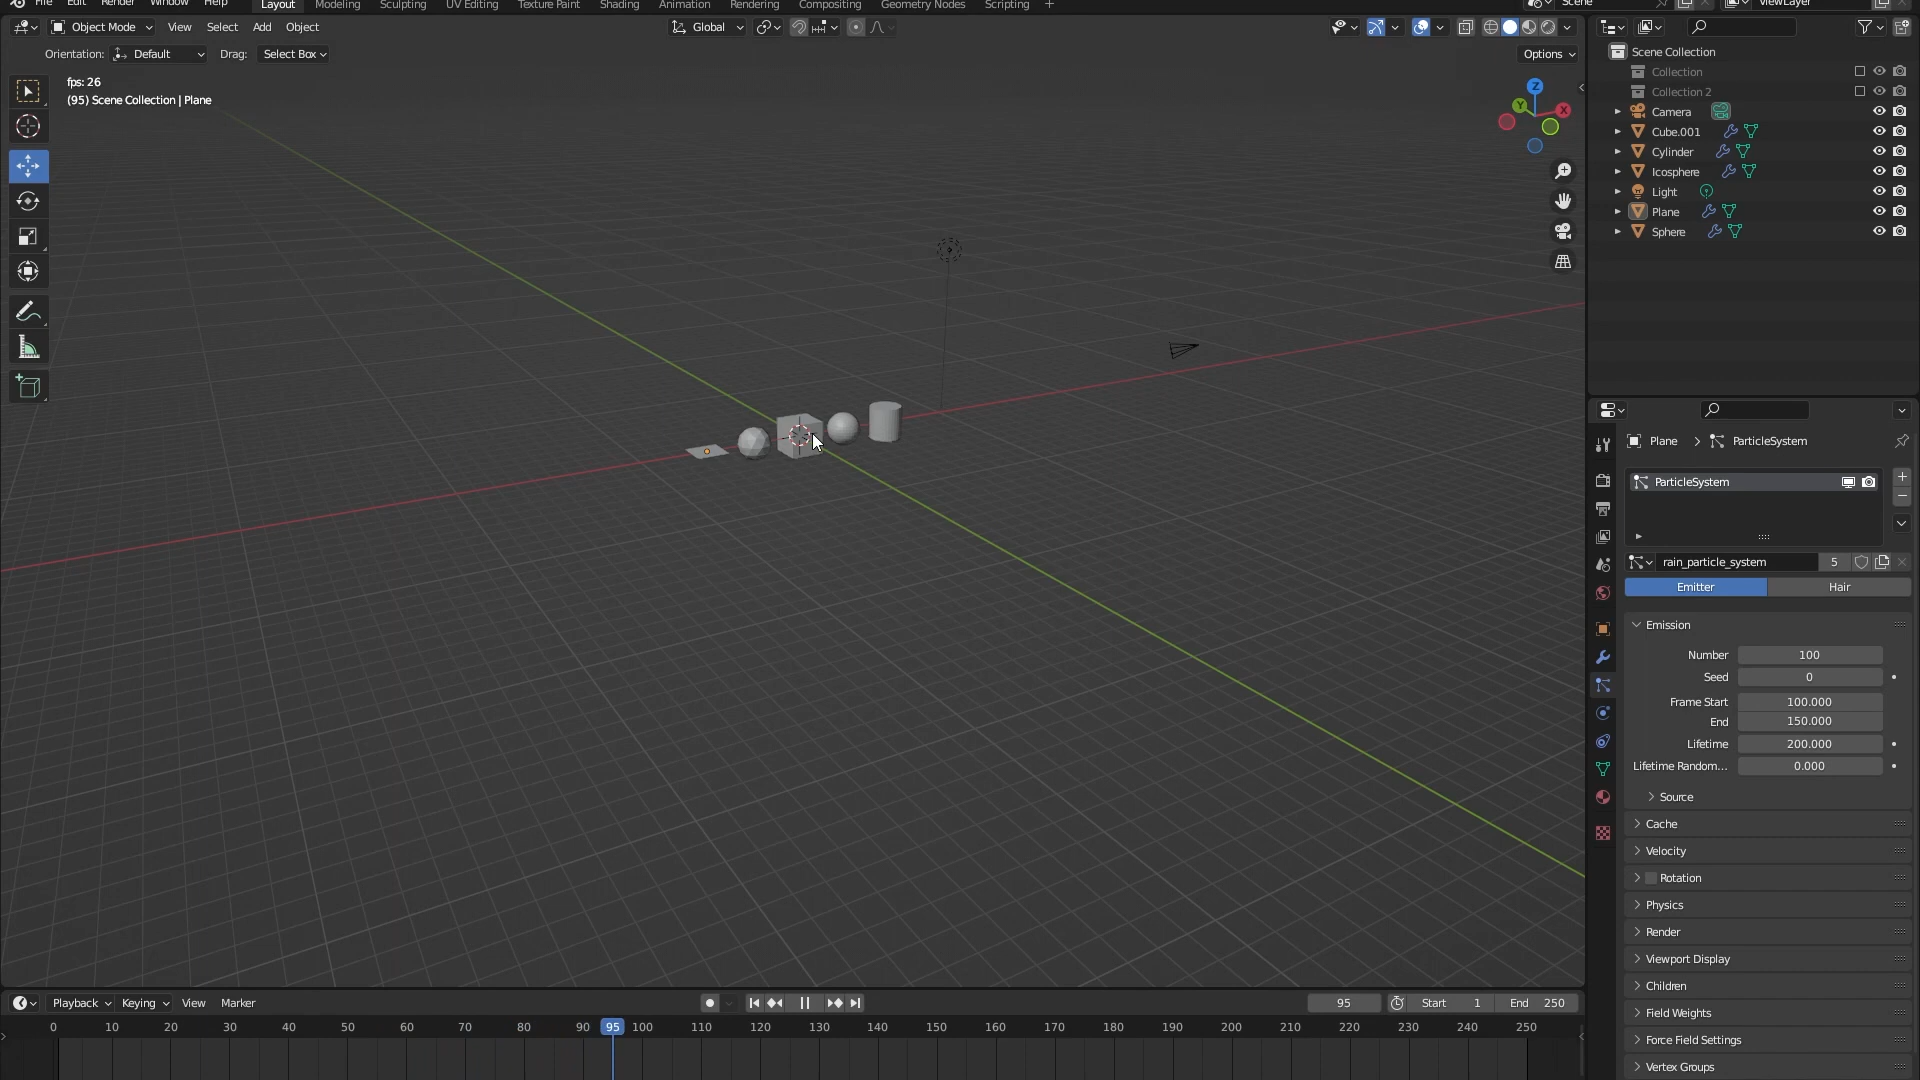 File Edit Render Window Help Layout Modeling Sculpting UV Editing Texture Paint Shading Animation Rendering Compositing Geometry Nodes Scripting + Scene ViewLayer
Object Mode View Select Add Object Global
Orientation: Default Drag: Select Box Options
fps: 26
(95) Scene Collection | Plane
Z
Y
X
Scene Collection
Collection
Collection 2
Camera
Cube.001
Cylinder
Icosphere
Light
Plane
Sphere
Plane > ParticleSystem
ParticleSystem
rain_particle_system 5
Emitter Hair
Emission
Number 100
Seed 0
Frame Start 100.000
End 150.000
Lifetime 200.000
Lifetime Random... 0.000
Source
Cache
Velocity
Rotation
Physics
Render
Viewport Display
Children
Field Weights
Force Field Settings
Vertex Groups
Playback Keying View Marker 95 Start 1 End 250
0 10 20 30 40 50 60 70 80 90 95 100 110 120 130 140 150 160 170 180 190 200 210 220 230 240 250